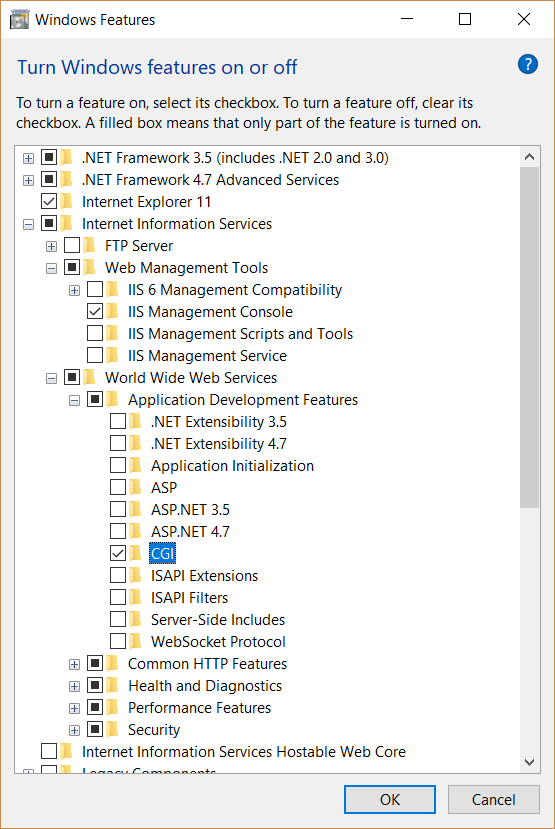 Windows Features
Turn Windows features on or off
?
To turn a feature on, select its checkbox. To turn a feature off, clear its
checkbox. A filled box means that only part of the feature is turned on.
.NET Framework 3.5 (includes .NET 2.0 and 3.0)
.NET Framework 4.7 Advanced Services
Internet Explorer 11
Internet Information Services
FTP Server
Web Management Tools
IIS 6 Management Compatibility
IIS Management Console
IIS Management Scripts and Tools
IIS Management Service
World Wide Web Services
Application Development Features
.NET Extensibility 3.5
.NET Extensibility 4.7
Application Initialization
ASP
ASP.NET 3.5
ASP.NET 4.7
CGI
ISAPI Extensions
ISAPI Filters
Server-Side Includes
WebSocket Protocol
Common HTTP Features
Health and Diagnostics
Performance Features
Security
Internet Information Services Hostable Web Core
Legacy Components
OK
Cancel